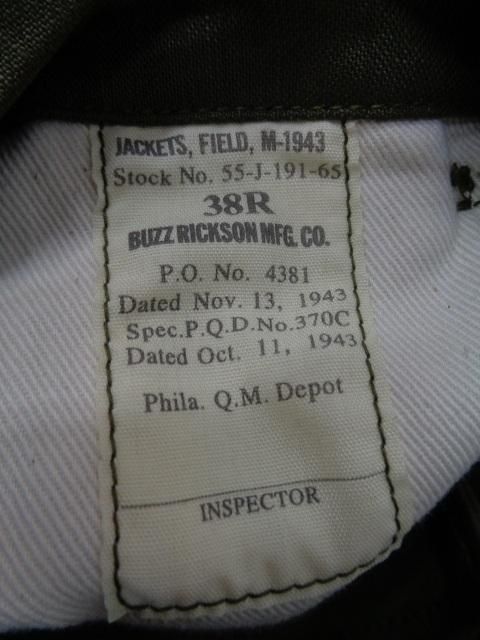 JACKETS, FIELD, M-1943
Stock No. 55-J-191-65
38R
BUZZ RICKSON MFG. CO.
P.O. No. 4381
Dated Nov. 13, 1943
Spec.P.Q.D.No.370C
Dated Oct. 11, 1943
Phila. Q.M. Depot
INSPECTOR